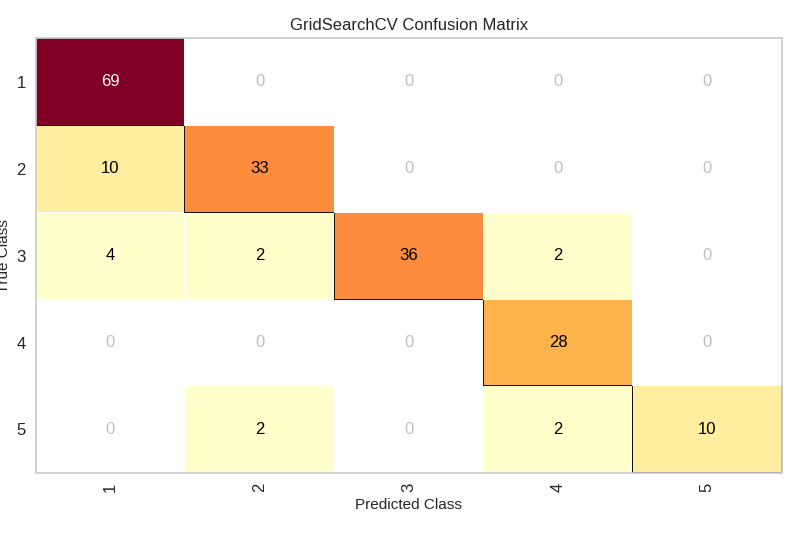 GridSearchCV Confusion Matrix
1 69 0 0 0 0
2 10 33 0 0 0
3 4 2 36 2 0
4 0 0 0 28 0
5 0 2 0 2 10
True Class
1 2 3 4 5
Predicted Class